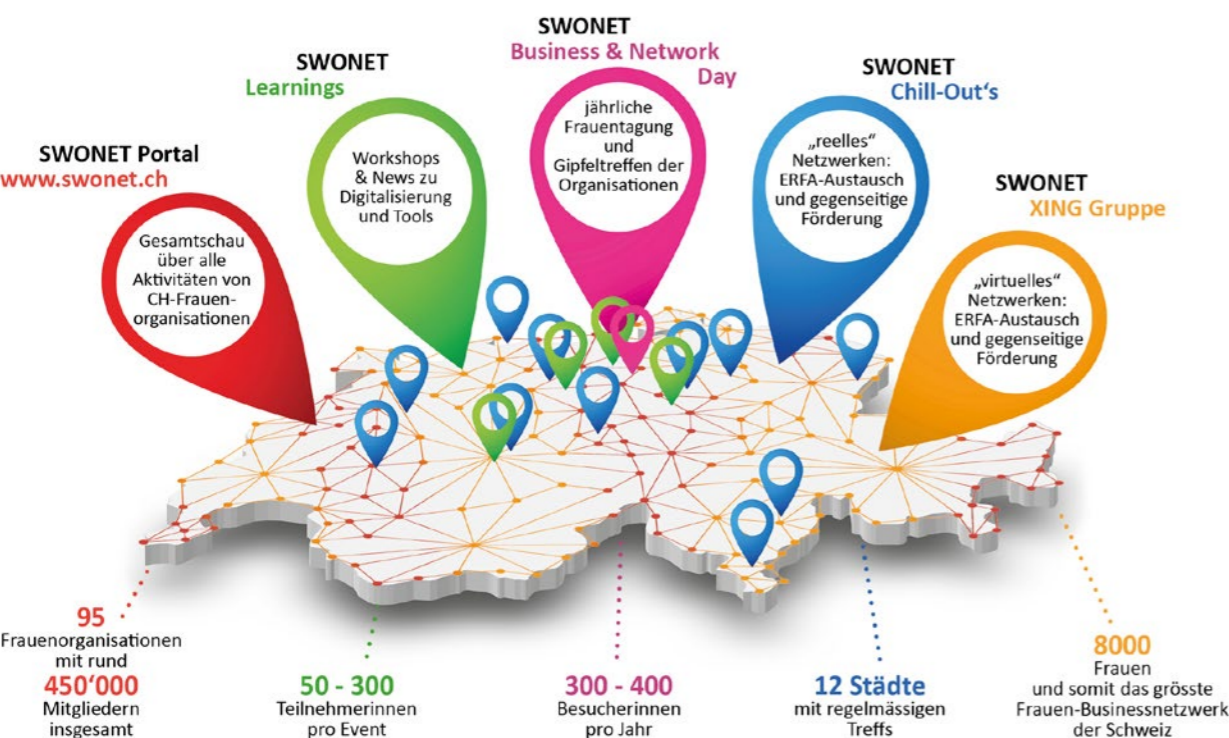 SWONET Portal
www.swonet.ch
Gesamtschau
über alle
Aktivitäten von
CH-Frauen-
organisationen
SWONET
Learnings
Workshops
& News zu
Digitalisierung
und Tools
SWONET
Business & Network
Day
jährliche
Frauentagung
und
Gipfeltreffen der
Organisationen
SWONET
Chill-Out‘s
„reelles“
Netzwerken:
ERFA-Austausch
und gegenseitige
Förderung
SWONET
XING Gruppe
„virtuelles“
Netzwerken:
ERFA-Austausch
und gegenseitige
Förderung
95
Frauenorganisationen
mit rund
450‘000
Mitgliedern
insgesamt
50 - 300
Teilnehmerinnen
pro Event
300 - 400
Besucherinnen
pro Jahr
12 Städte
mit regelmässigen
Treffs
8000
Frauen
und somit das grösste
Frauen-Businessnetzwerk
der Schweiz